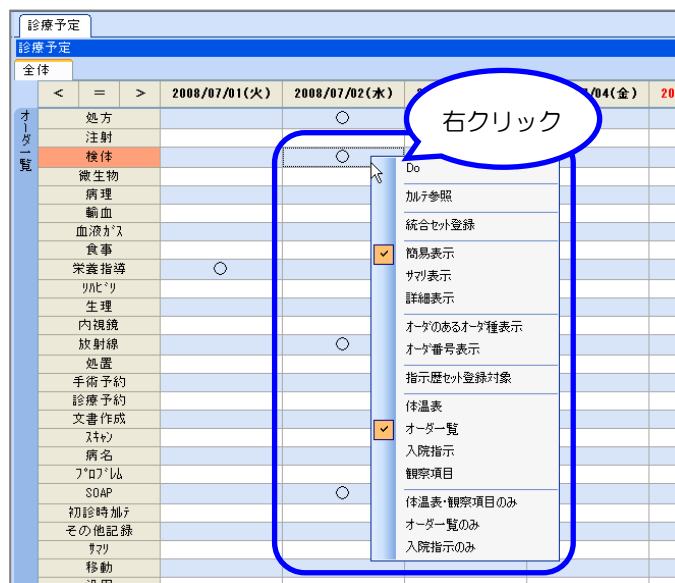 診療予定
診療予定
全体
< = > 2008/07/01(火) 2008/07/02(水) /04(金) 20
オーダ一覧
処方
注射
検体
微生物
病理
輸血
血液ガス
食事
栄養指導
リハビリ
生理
内視鏡
放射線
処置
手術予約
診療予約
文書作成
スキャン
病名
プロブレム
SOAP
初診時カルテ
その他記録
サマリ
移動
右クリック
Do
カルテ参照
統合セット登録
簡易表示
サマリ表示
詳細表示
オーダのあるオーダ種表示
オーダ番号表示
指示歴セット登録対象
体温表
オーダ一覧
入院指示
観察項目
体温表・観察項目のみ
オーダ一覧のみ
入院指示のみ